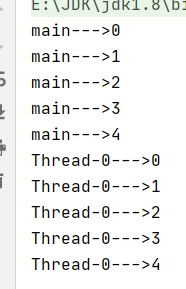 E:\JDK\jdk1.8\bi
main--->0
main--->1
main--->2
main--->3
main--->4
Thread-0--->0
Thread-0--->1
Thread-0--->2
Thread-0--->3
Thread-0--->4